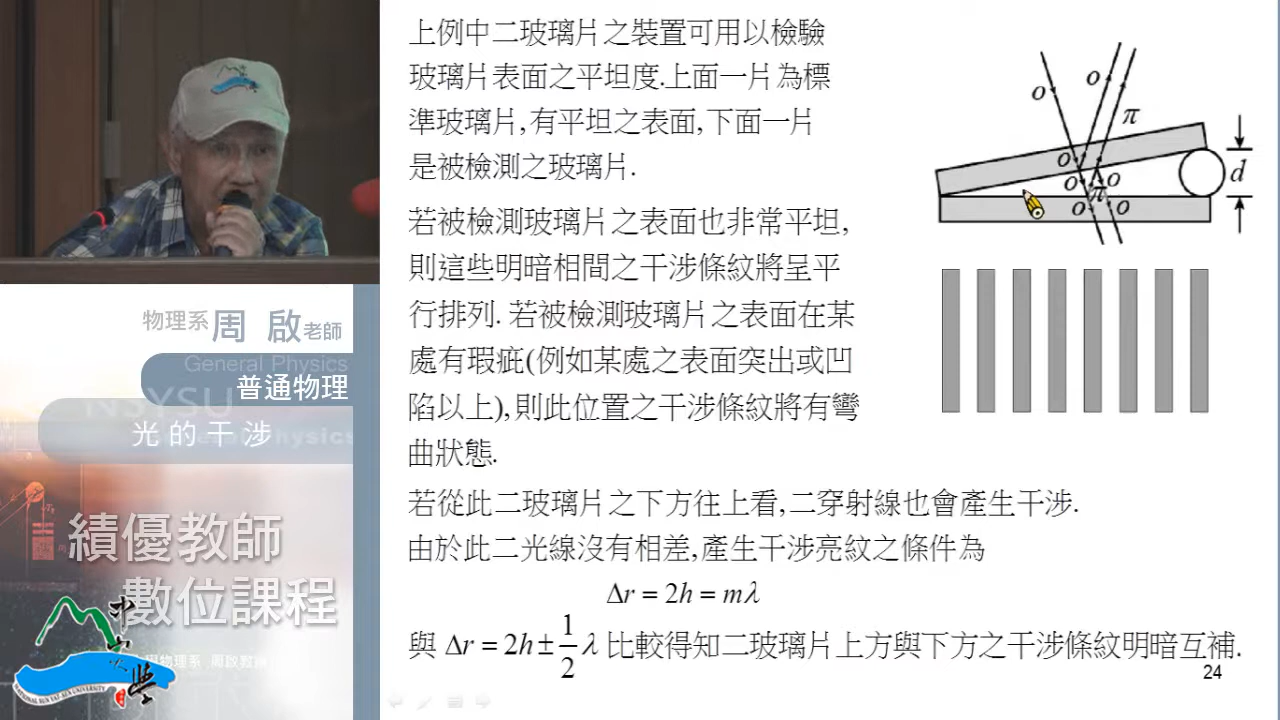 上例中二玻璃片之裝置可用以檢驗
玻璃片表面之平坦度.上面一片為標
準玻璃片,有平坦之表面,下面一片
是被檢測之玻璃片.
若被檢測玻璃片之表面也非常平坦,
則這些明暗相間之干涉條紋將呈平
行排列. 若被檢測玻璃片之表面在某
處有瑕疵(例如某處之表面突出或凹
陷以上),則此位置之干涉條紋將有彎
曲狀態.
若從此二玻璃片之下方往上看,二穿射線也會產生干涉.
由於此二光線沒有相差,產生干涉亮紋之條件為
Δr = 2h = mλ
與 Δr = 2h ± 1/2 λ 比較得知二玻璃片上方與下方之干涉條紋明暗互補.
24
o
o
π
o
o
π
o
o
o
d
物理系周 啟老師
General Physics
普通物理
NSYSU
光的干涉
績優教師
數位課程
NATIONAL SUN YAT-SEN UNIVERSITY